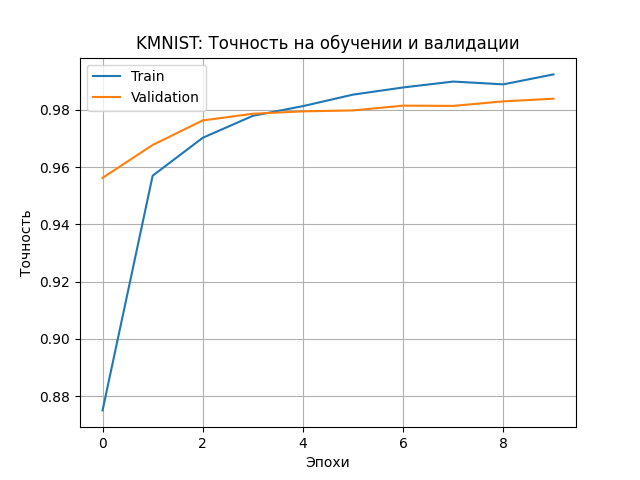 KMNIST: Точность на обучении и валидации
Train
Validation
0.98
0.96
0.94
0.92
0.90
0.88
Точность
0 2 4 6 8
Эпохи